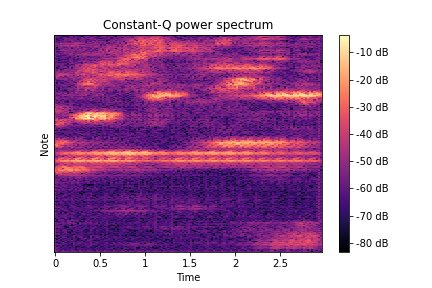 Constant-Q power spectrum
Note
-10 dB
-20 dB
-30 dB
-40 dB
-50 dB
-60 dB
-70 dB
-80 dB
0 0.5 1 1.5 2 2.5
Time